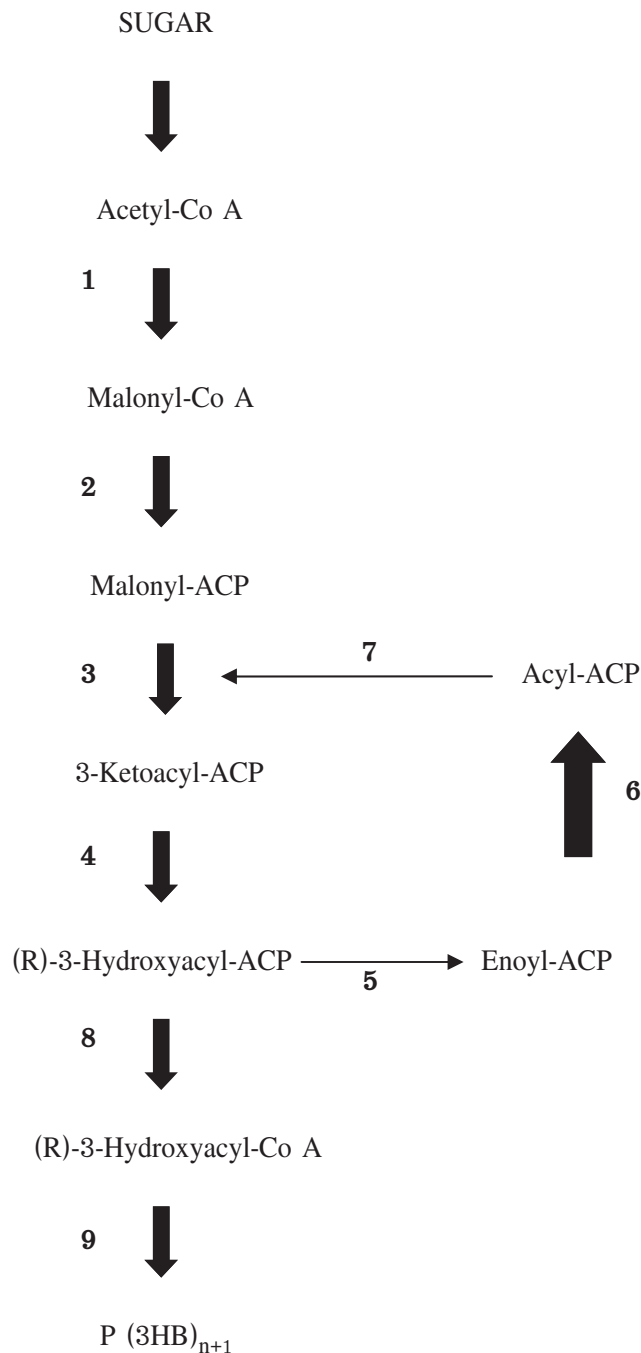 SUGAR
Acetyl-Co A
1
Malonyl-Co A
2
Malonyl-ACP
3
7
Acyl-ACP
3-Ketoacyl-ACP
6
4
(R)-3-Hydroxyacyl-ACP
5
Enoyl-ACP
8
(R)-3-Hydroxyacyl-Co A
9
P (3HB)n+1